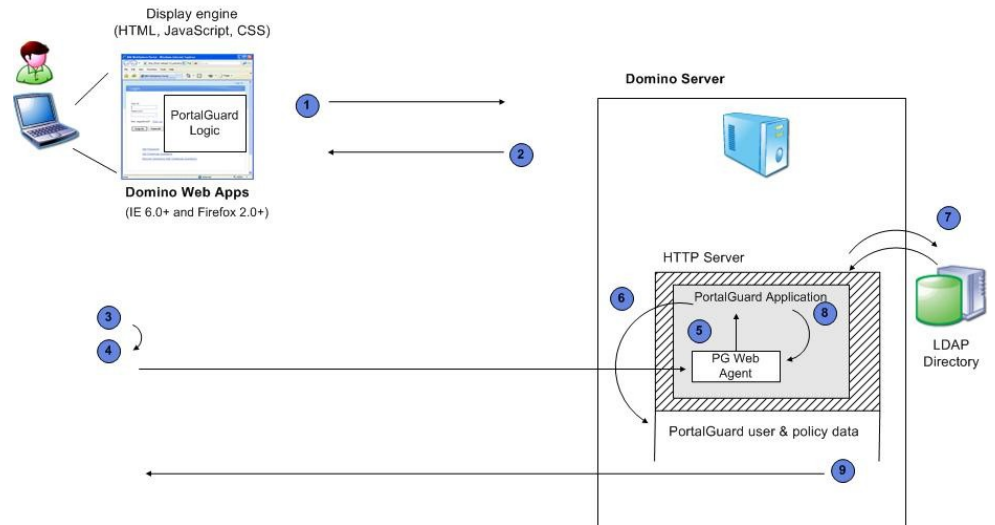 Display engine
(HTML, JavaScript, CSS)
PortalGuard
Logic
Domino Web Apps
(IE 6.0+ and Firefox 2.0+)
1
2
Domino Server
7
HTTP Server
LDAP
Directory
3
4
6
PortalGuard Application
8
5
PG Web
Agent
PortalGuard user & policy data
9